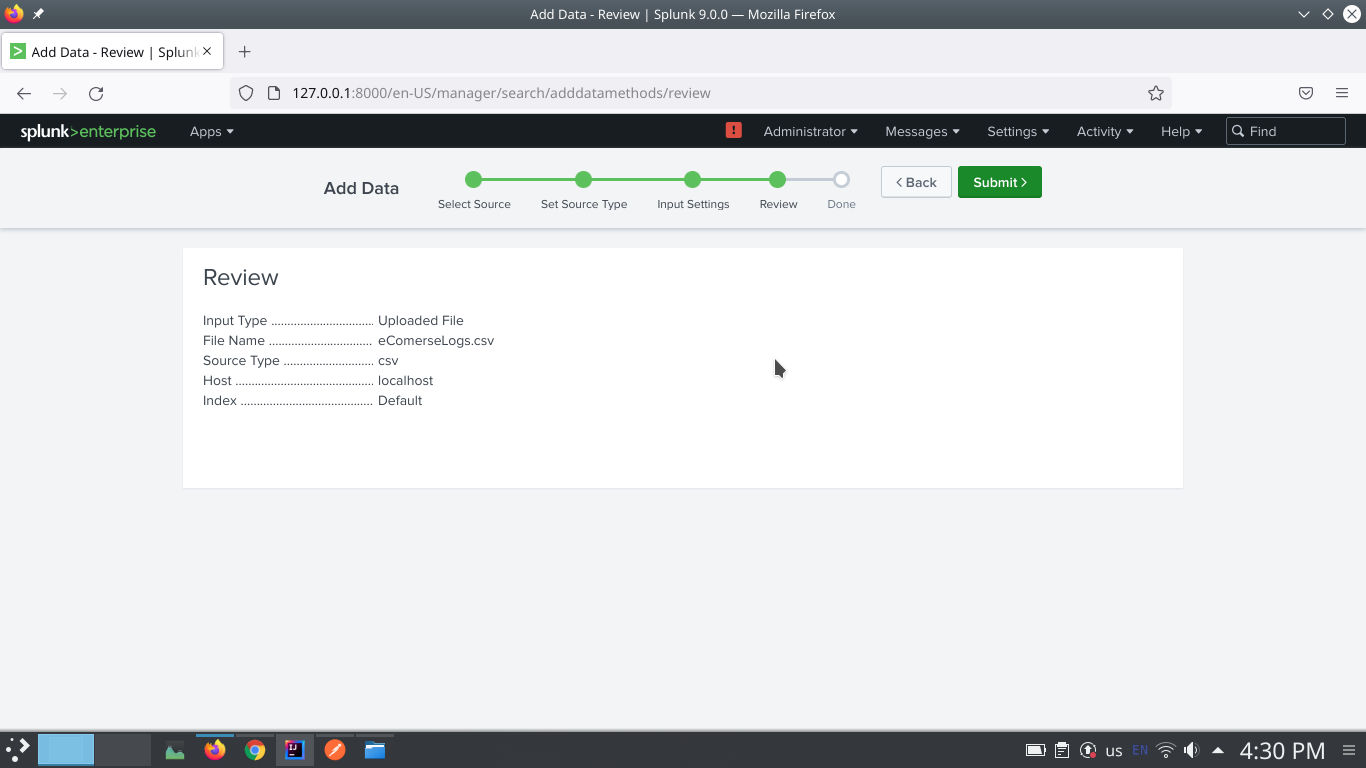 Add Data - Review | Splunk 9.0.0 — Mozilla Firefox
Add Data - Review | Splunk
127.0.0.1:8000/en-US/manager/search/adddatamethods/review
splunk>enterprise Apps Administrator Messages Settings Activity Help Find
Add Data
Select Source Set Source Type Input Settings Review Done
< Back Submit >
Review
Input Type ................................ Uploaded File
File Name ................................ eComerseLogs.csv
Source Type ............................ csv
Host ........................................... localhost
Index ......................................... Default
us EN 4:30 PM